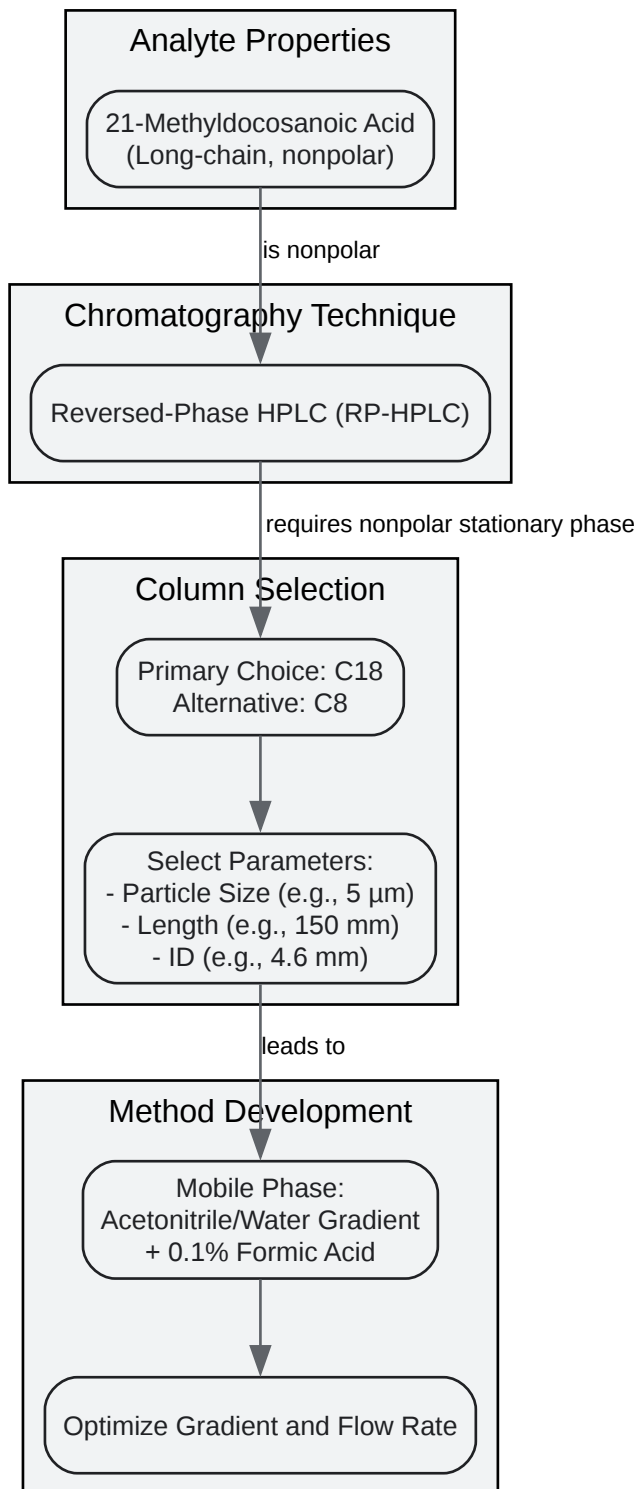 Analyte Properties
21-Methyldocosanoic Acid
(Long-chain, nonpolar)
is nonpolar
Chromatography Technique
Reversed-Phase HPLC (RP-HPLC)
requires nonpolar stationary phase
Column Selection
Primary Choice: C18
Alternative: C8
Select Parameters:
- Particle Size (e.g., 5 µm)
- Length (e.g., 150 mm)
- ID (e.g., 4.6 mm)
leads to
Method Development
Mobile Phase:
Acetonitrile/Water Gradient
+ 0.1% Formic Acid
Optimize Gradient and Flow Rate